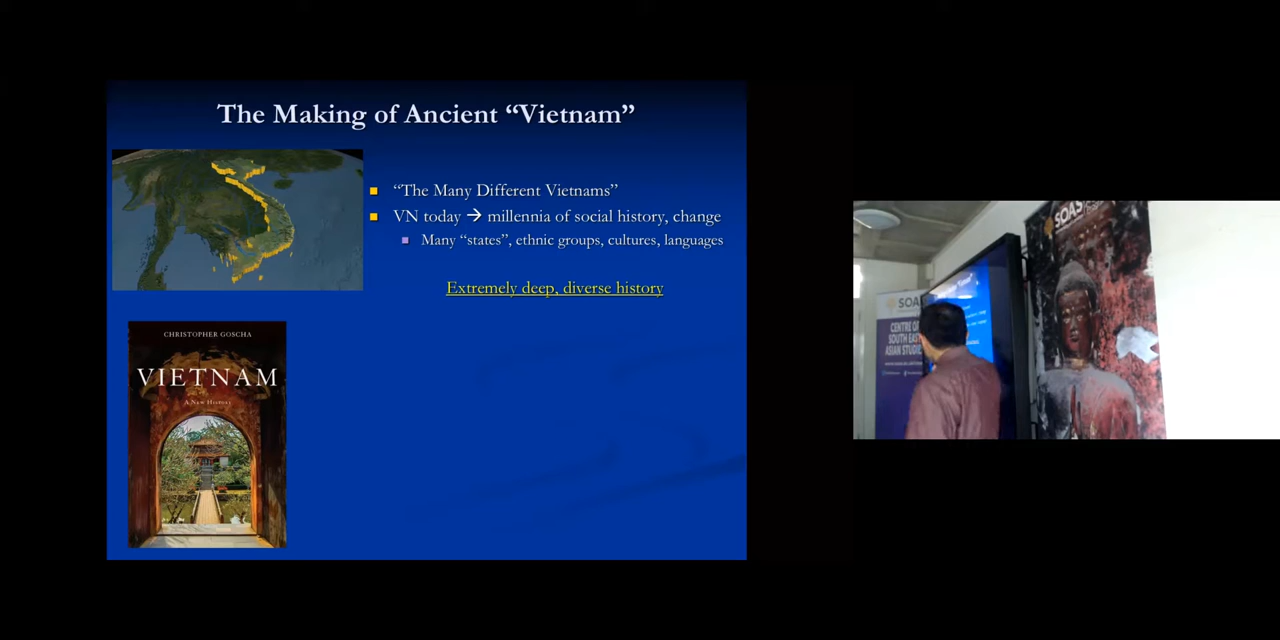 The Making of Ancient “Vietnam”
“The Many Different Vietnams”
VN today → millennia of social history, change
Many “states”, ethnic groups, cultures, languages
Extremely deep, diverse history
CHRISTOPHER GOSCHA
VIETNAM
A NEW HISTORY
SOAS
CENTRE OF
SOUTH EAST
ASIAN STUDIES
SOAS